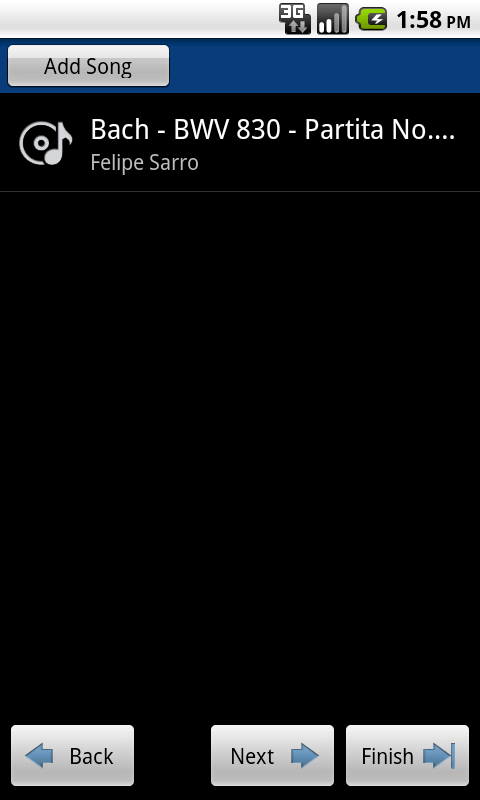 3G
1:58 PM
Add Song
Bach - BWV 830 - Partita No....
Felipe Sarro
Back
Next
Finish